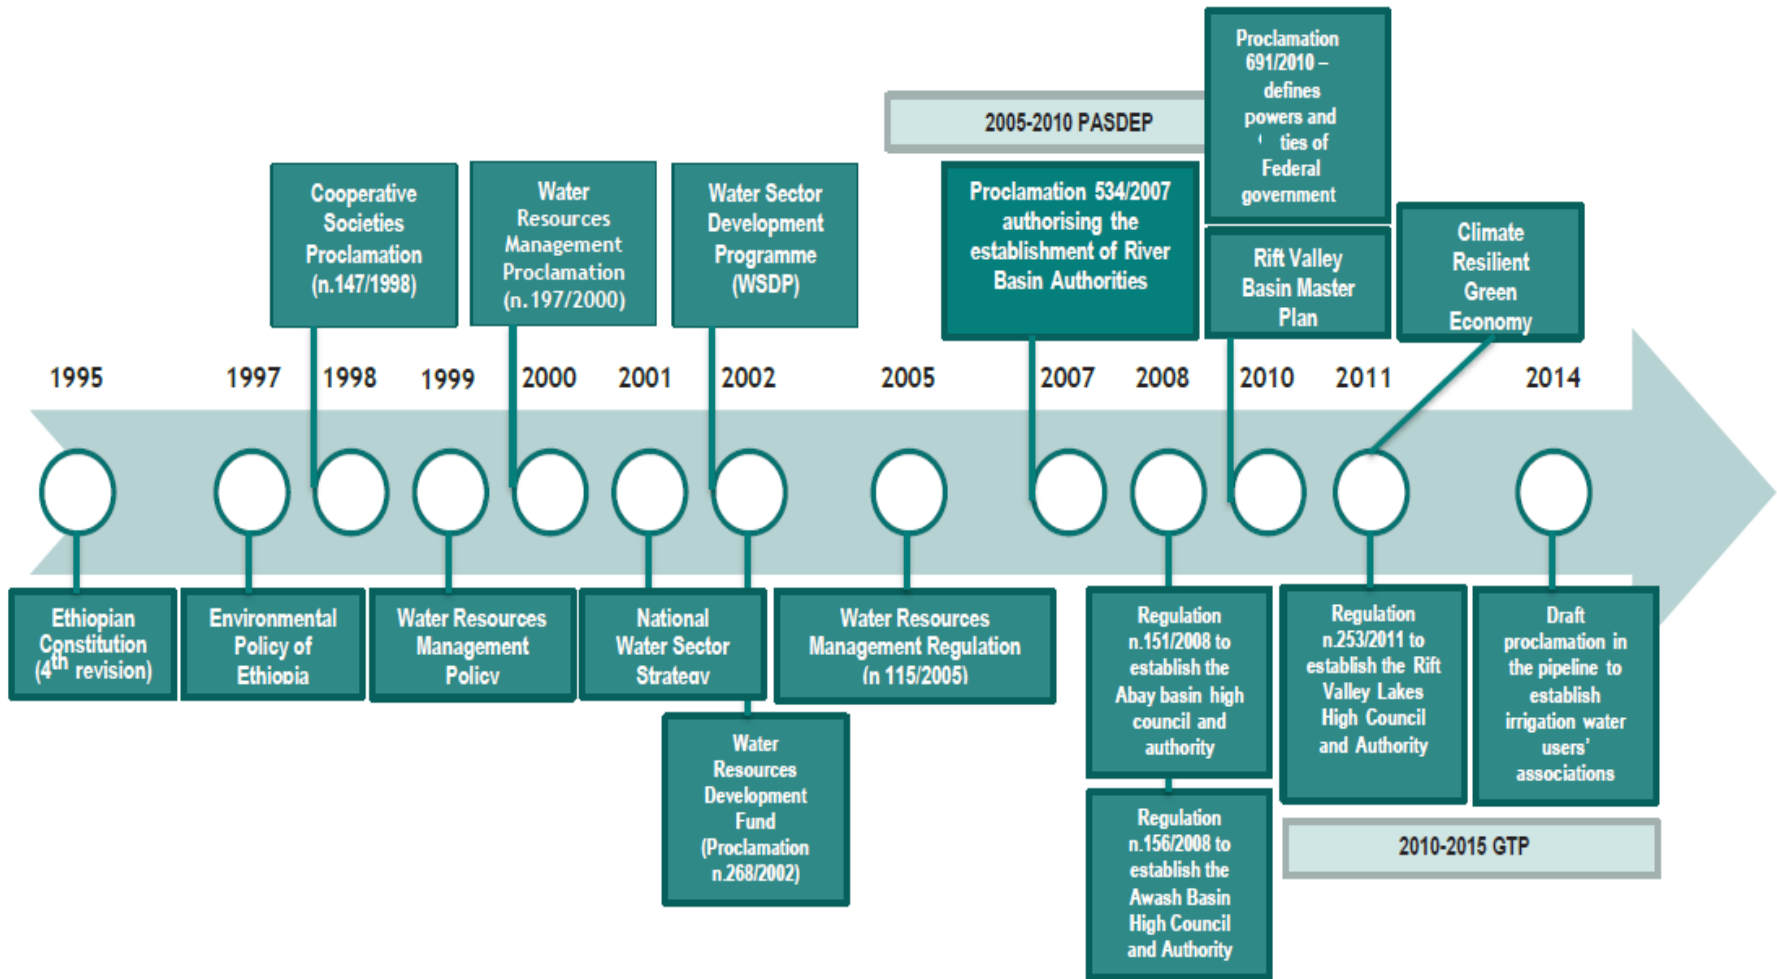 Proclamation
691/2010 –
defines
powers and
ties of
Federal
government
2005-2010 PASDEP
Cooperative
Societies
Proclamation
(n.147/1998)
Water
Resources
Management
Proclamation
(n.197/2000)
Water Sector
Development
Programme
(WSDP)
Proclamation 534/2007
authorising the
establishment of River
Basin Authorities
Rift Valley
Basin Master
Plan
Climate
Resilient
Green
Economy
1995
1997
1998
1999
2000
2001
2002
2005
2007
2008
2010
2011
2014
Ethiopian
Constitution
(4th revision)
Environmental
Policy of
Ethiopia
Water Resources
Management
Policy
National
Water Sector
Strategy
Water Resources
Management Regulation
(n 115/2005)
Regulation
n.151/2008 to
establish the
Abay basin high
council and
authority
Regulation
n.253/2011 to
establish the Rift
Valley Lakes
High Council
and Authority
Draft
proclamation in
the pipeline to
establish
irrigation water
users'
associations
Water
Resources
Development
Fund
(Proclamation
n.268/2002)
Regulation
n.156/2008 to
establish the
Awash Basin
High Council
and Authority
2010-2015 GTP